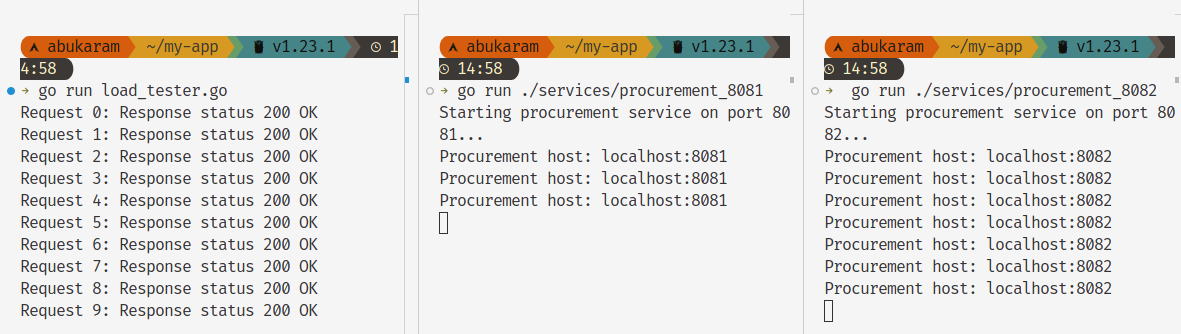 abukaram ~/my-app v1.23.1 1
4:58
→ go run load_tester.go
Request 0: Response status 200 OK
Request 1: Response status 200 OK
Request 2: Response status 200 OK
Request 3: Response status 200 OK
Request 4: Response status 200 OK
Request 5: Response status 200 OK
Request 6: Response status 200 OK
Request 7: Response status 200 OK
Request 8: Response status 200 OK
Request 9: Response status 200 OK
abukaram ~/my-app v1.23.1
14:58
→ go run ./services/procurement_8081
Starting procurement service on port 80
81...
Procurement host: localhost:8081
Procurement host: localhost:8081
Procurement host: localhost:8081
abukaram ~/my-app v1.23.1
14:58
→ go run ./services/procurement_8082
Starting procurement service on port 80
82...
Procurement host: localhost:8082
Procurement host: localhost:8082
Procurement host: localhost:8082
Procurement host: localhost:8082
Procurement host: localhost:8082
Procurement host: localhost:8082
Procurement host: localhost:8082